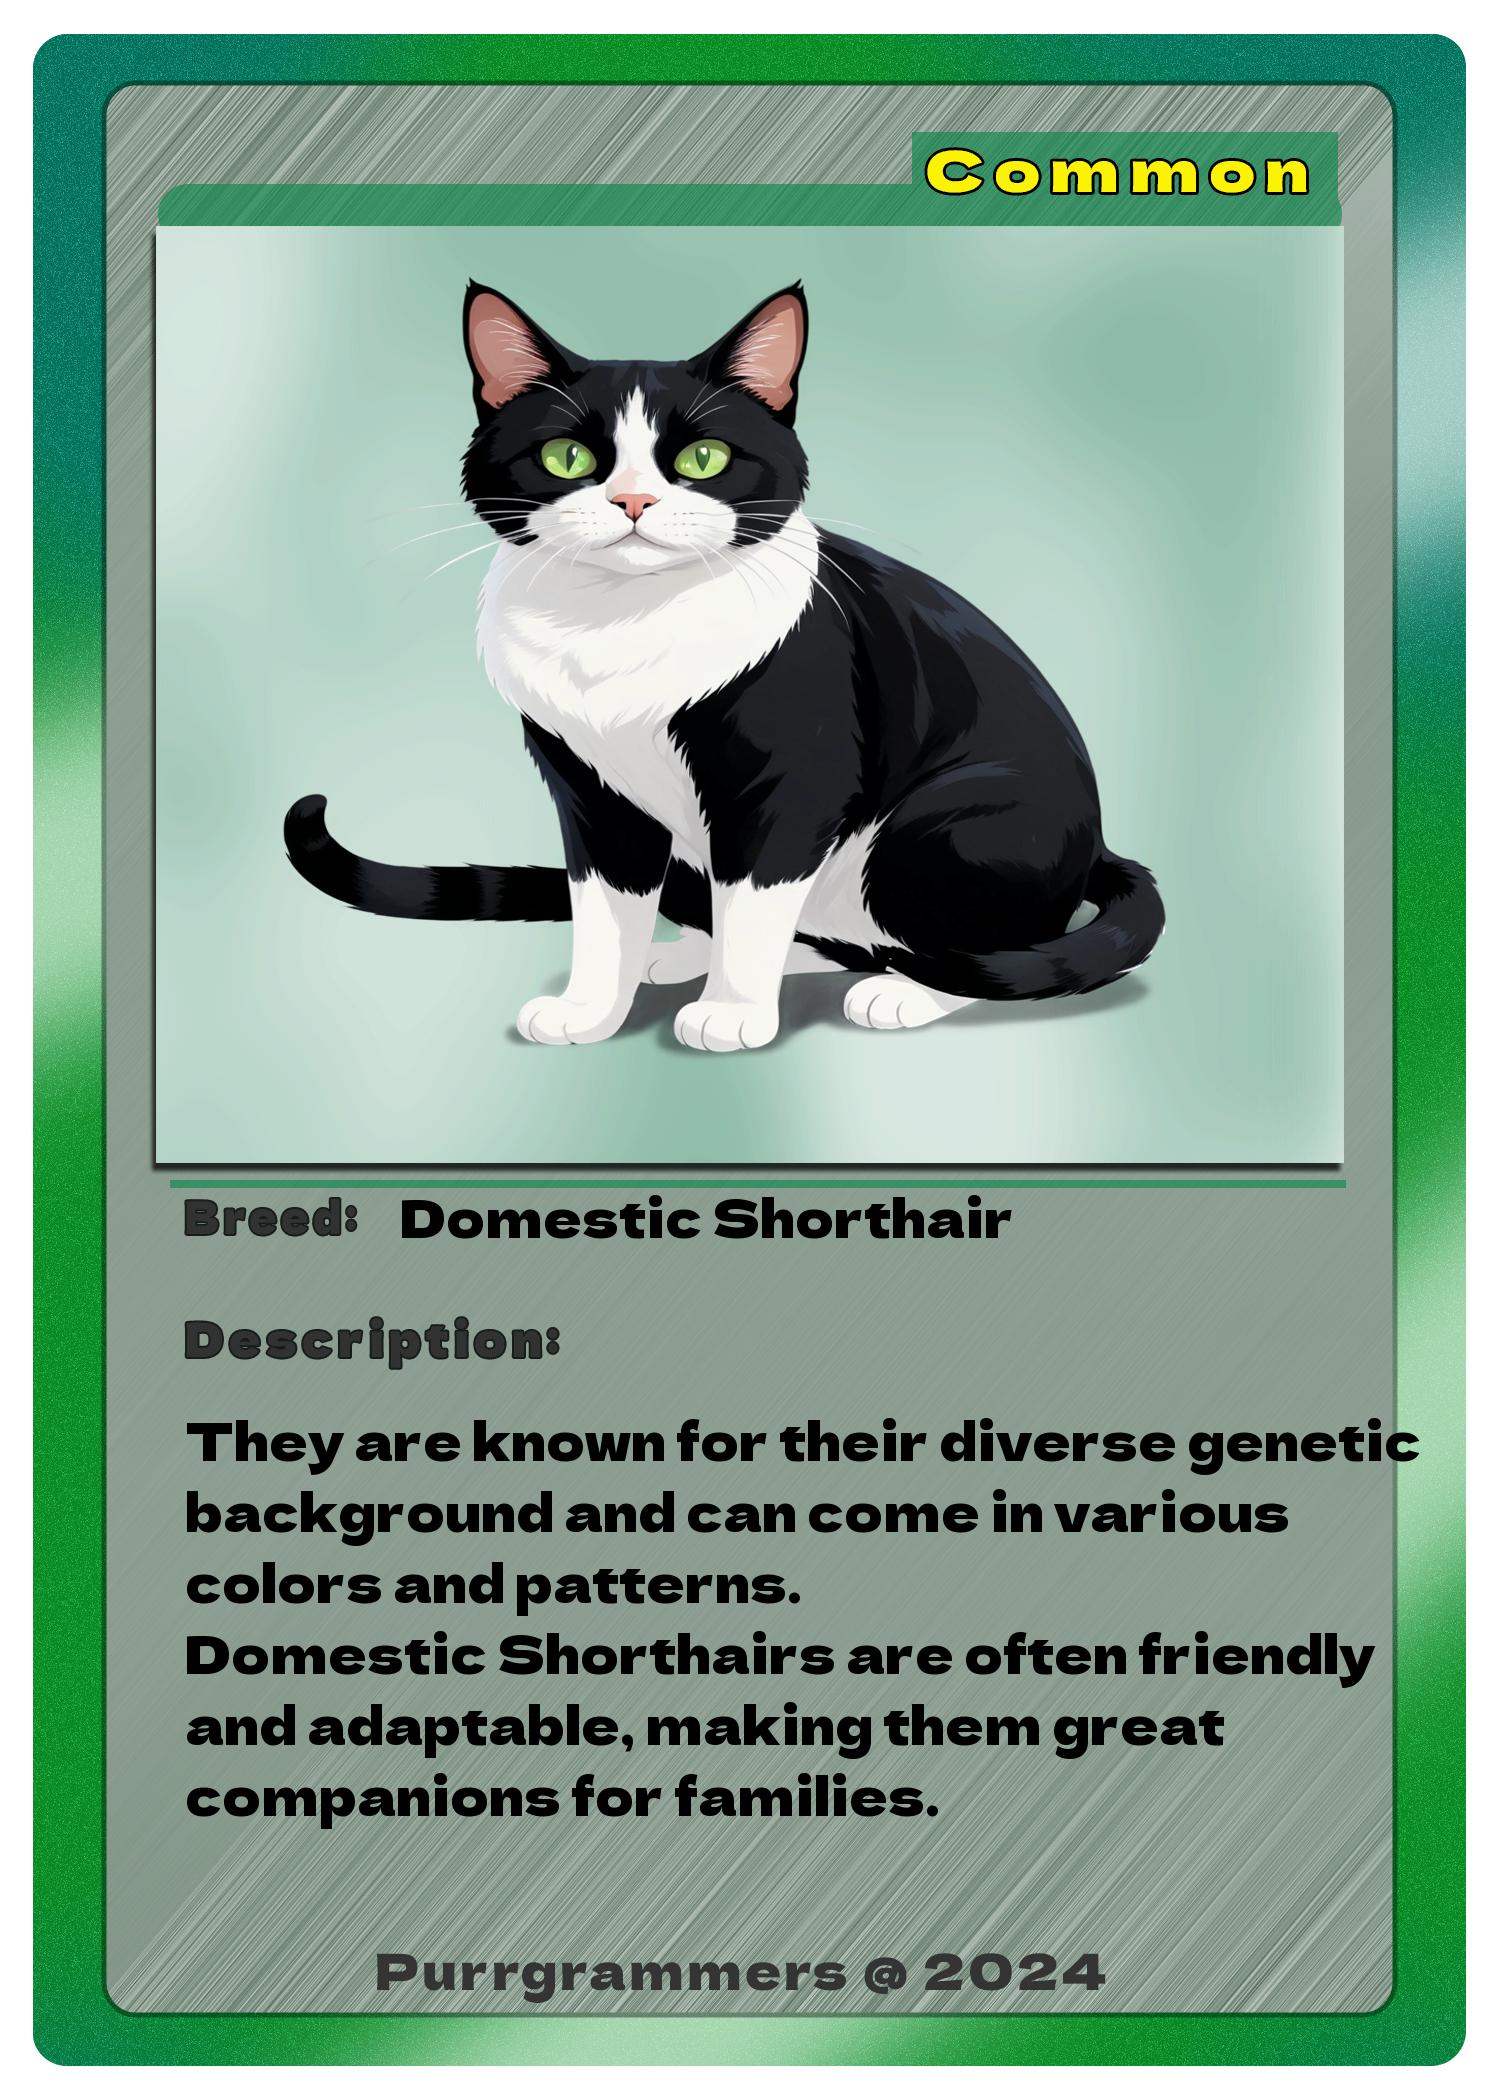 Common
Breed: Domestic Shorthair
Description:
They are known for their diverse genetic
background and can come in various
colors and patterns.
Domestic Shorthairs are often friendly
and adaptable, making them great
companions for families.
Purrgrammers @ 2024